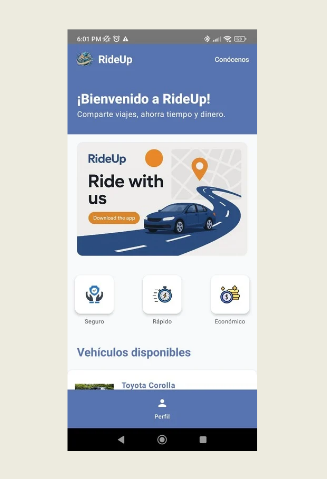 6:01 PM
RideUp
Conócenos
¡Bienvenido a RideUp!
Comparte viajes, ahorra tiempo y dinero.
RideUp
Ride with
us
Download the app
Seguro
Rápido
Económico
Vehículos disponibles
Toyota Corolla
Perfil